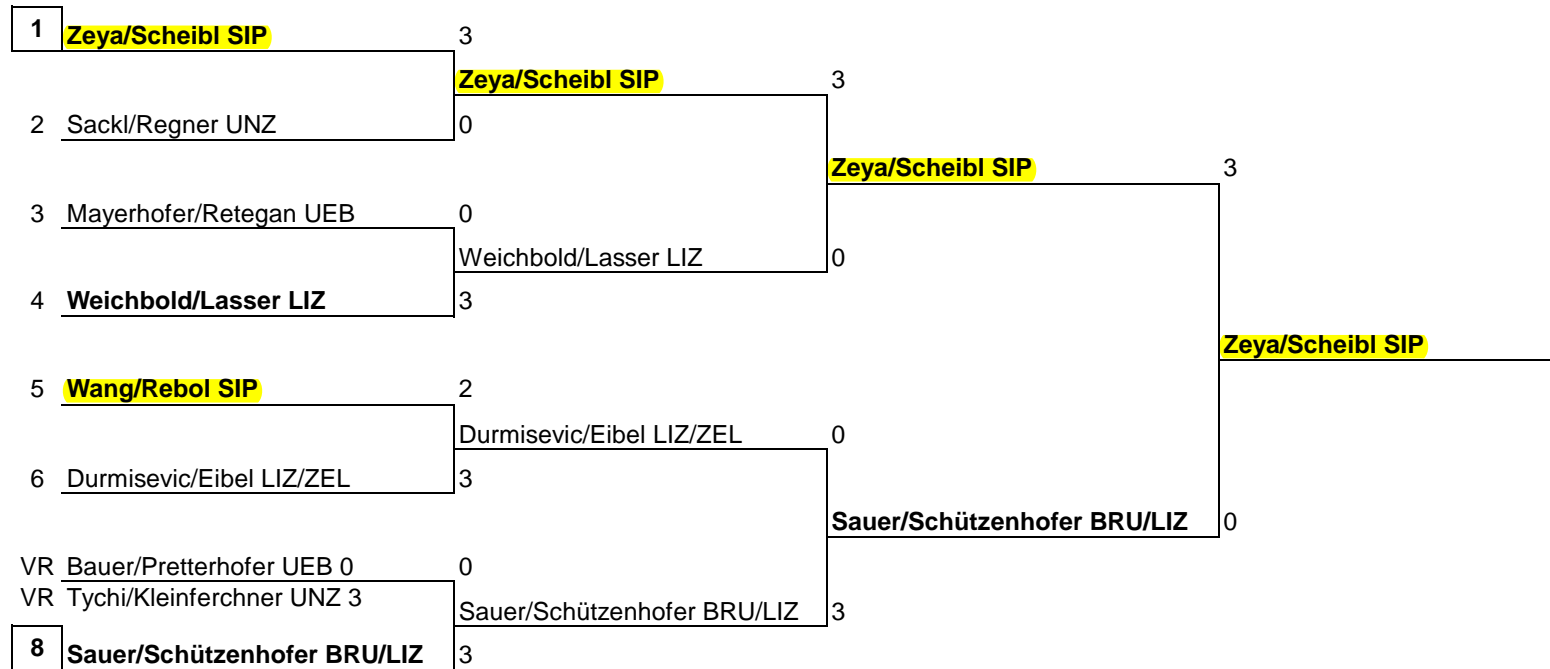 1 Zeya/Scheibl SIP 3
Zeya/Scheibl SIP 3
2 Sackl/Regner UNZ 0
Zeya/Scheibl SIP 3
3 Mayerhofer/Retegan UEB 0
Weichbold/Lasser LIZ 0
4 Weichbold/Lasser LIZ 3
Zeya/Scheibl SIP
5 Wang/Rebol SIP 2
Durmisevic/Eibel LIZ/ZEL 0
6 Durmisevic/Eibel LIZ/ZEL 3
Sauer/Schützenhofer BRU/LIZ 0
VR Bauer/Pretterhofer UEB 0 0
VR Tychi/Kleinferchner UNZ 3
Sauer/Schützenhofer BRU/LIZ 3
8 Sauer/Schützenhofer BRU/LIZ 3